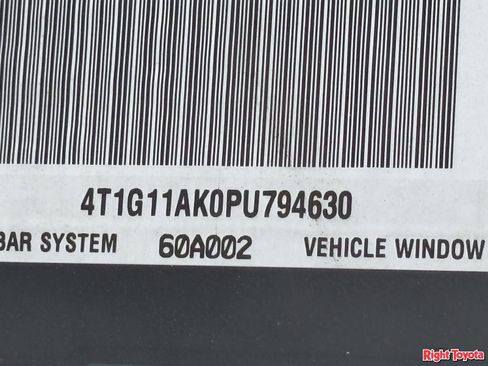 4T1G11AK0PU794630
BAR SYSTEM 60A002 VEHICLE WINDOW
Right Toyota